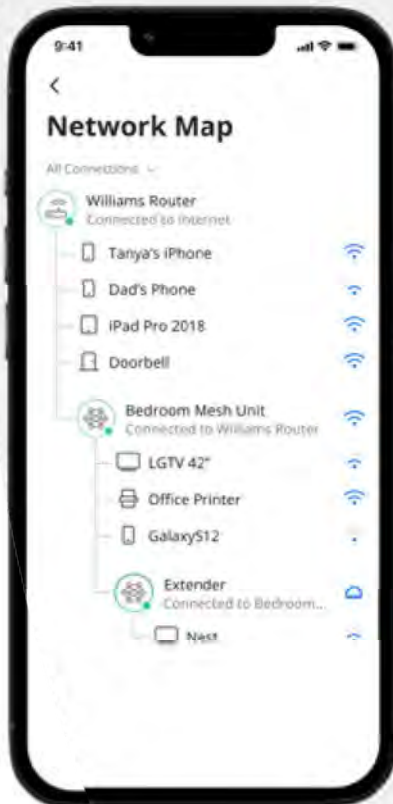 9:41
Network Map
All Connections
Williams Router
Connected to Internet
Tanya's iPhone
Dad's Phone
iPad Pro 2018
Doorbell
Bedroom Mesh Unit
Connected to Williams Router
LGTV 42"
Office Printer
GalaxyS12
Extender
Connected to Bedroom...
Nest